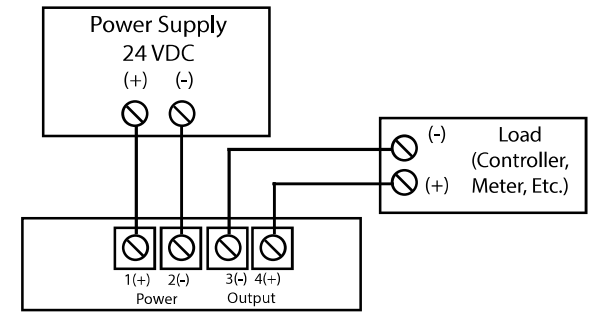 Power Supply
24 VDC
(+) (-)
(-) Load
(Controller,
(+) Meter, Etc.)
1(+) 2(-) 3(-) 4(+)
Power Output